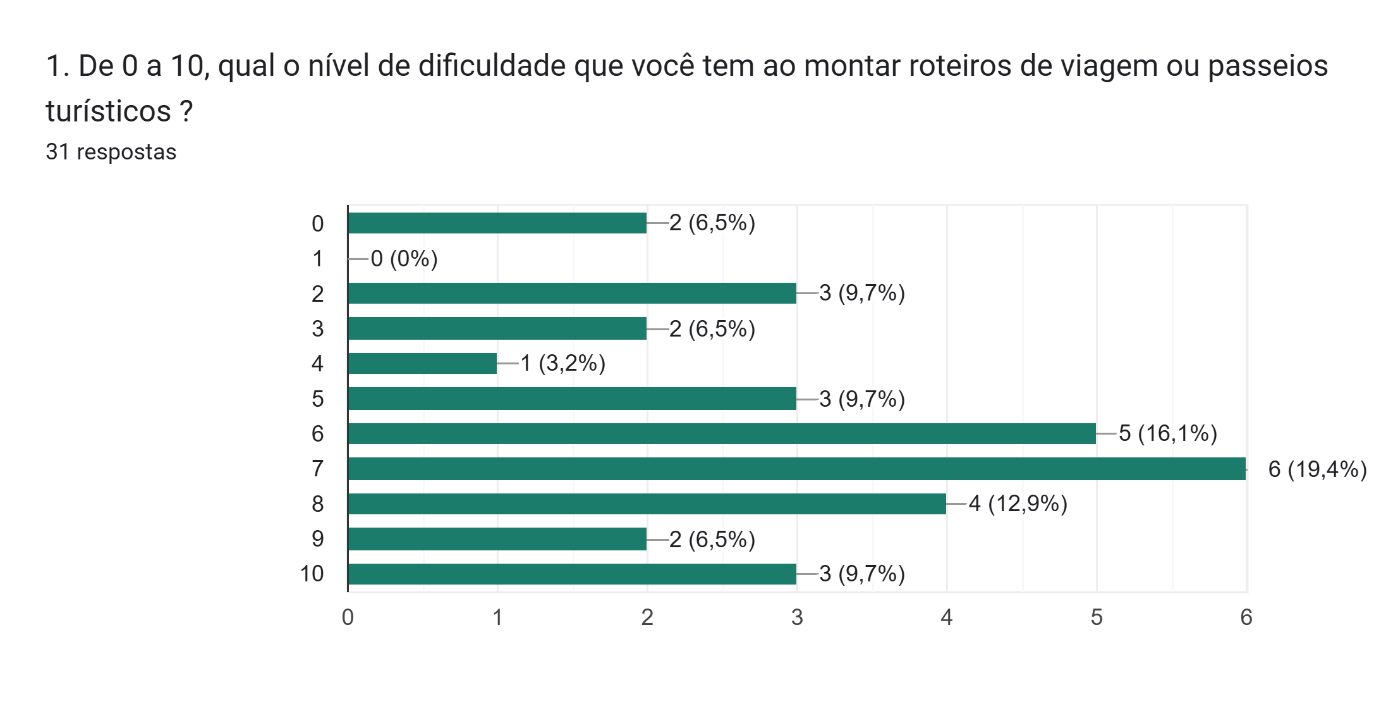 1. De 0 a 10, qual o nível de dificuldade que você tem ao montar roteiros de viagem ou passeios
turísticos ?
31 respostas
0 2 (6,5%)
1 0 (0%)
2 3 (9,7%)
3 2 (6,5%)
4 1 (3,2%)
5 3 (9,7%)
6 5 (16,1%)
7 6 (19,4%)
8 4 (12,9%)
9 2 (6,5%)
10 3 (9,7%)
0 1 2 3 4 5 6